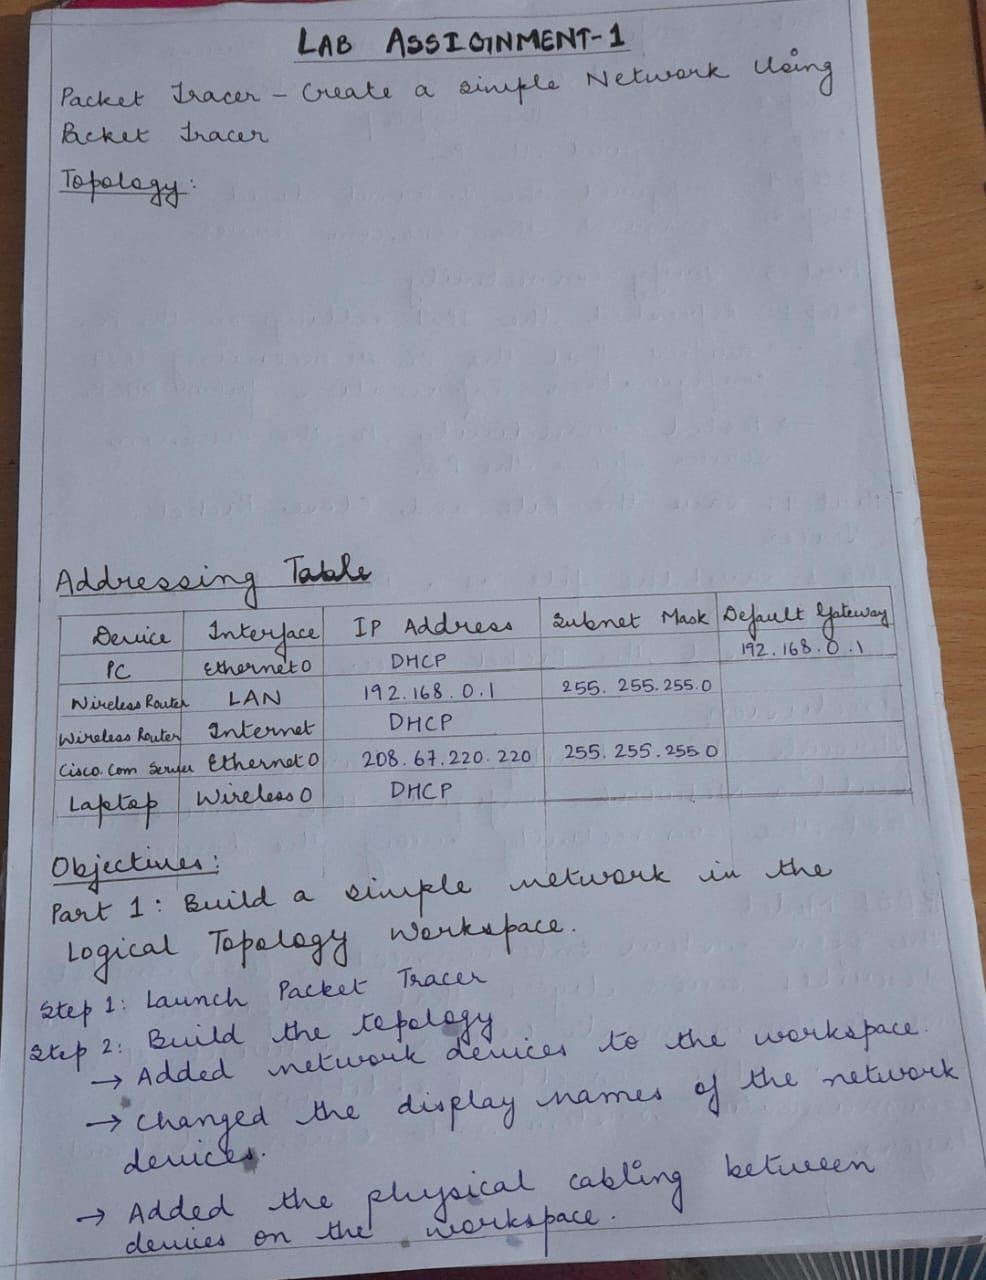 LAB ASSIGNMENT-1
Packet Tracer - Create a simple Network Using
Packet Tracer
Topology:
Addressing Table
Device Interface IP Address Subnet Mask Default Gateway
PC Ethernet0 DHCP 192.168.0.1
Wireless Router LAN 192.168.0.1 255.255.255.0
Wireless Router Internet DHCP
Cisco.com Server Ethernet0 208.67.220.220 255.255.255 0
Laptop Wireless0 DHCP
Objectives:
Part 1: Build a simple network in the
Logical Topology Workspace.
Step 1: Launch Packet Tracer
Step 2: Build the topology
→ Added network devices to the workspace.
→ Changed the display names of the network
devices.
→ Added the physical cabling between
devices on the workspace.